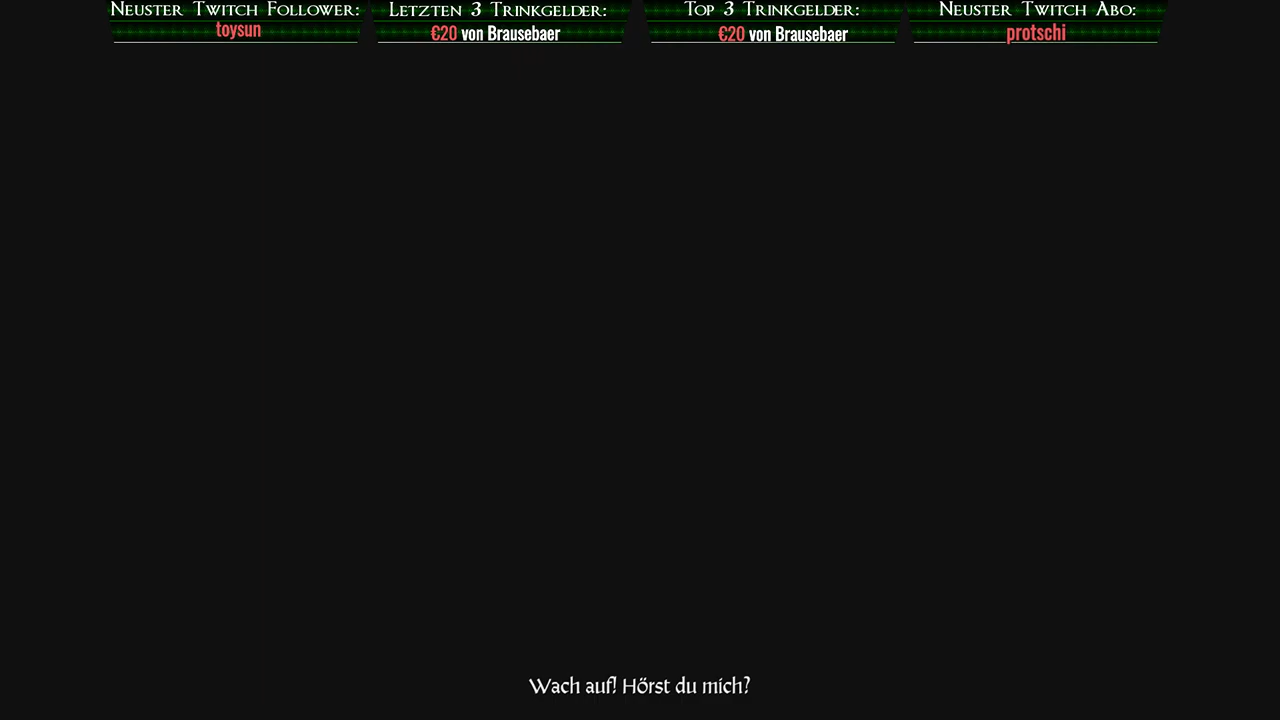 Neuster Twitch Follower:
toysun
Letzten 3 Trinkgelder:
€20 von Brausebaer
Top 3 Trinkgelder:
€20 von Brausebaer
Neuster Twitch Abo:
protschi
Wach auf! Hörst du mich?